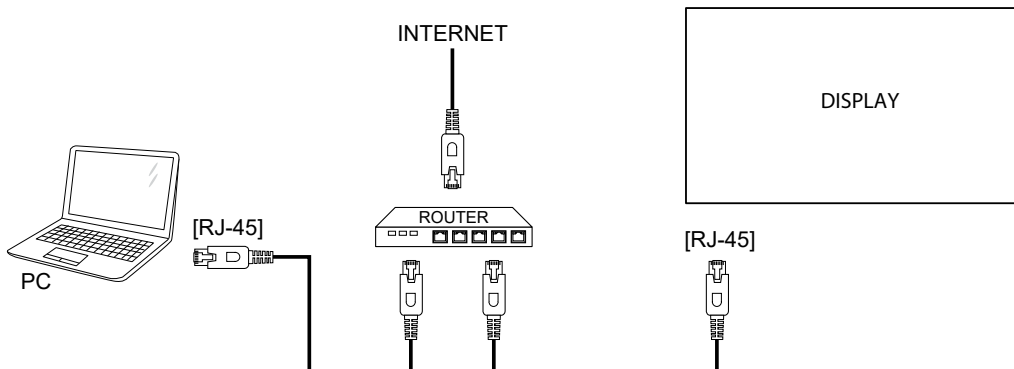 INTERNET
DISPLAY
ROUTER
[RJ-45]
[RJ-45]
PC